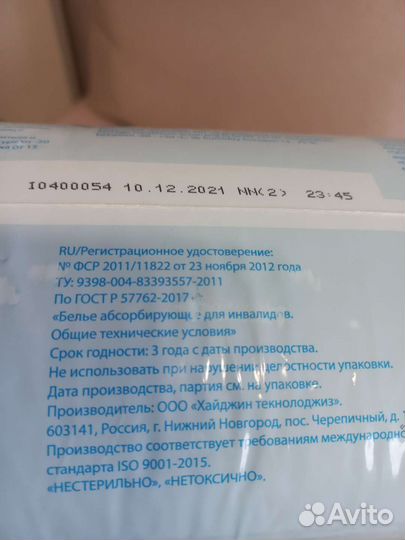 I0400054 10.12.2021 NN(2) 23:45
RU/Регистрационное удостоверение:
№ ФСР 2011/11822 от 23 ноября 2012 года
ТУ: 9398-004-83393557-2011
По ГОСТ Р 57762-2017
«Белье абсорбирующее для инвалидов.
Общие технические условия»
Срок годности: 3 года с даты производства.
Не использовать при нарушении целостности упаковки.
Дата производства, партия см. на упаковке.
Производитель: ООО «Хайджин текнолоджиз»
603141, Россия, г. Нижний Новгород, пос. Черепичный, д. 1
Производство соответствует требованиям международно
стандарта ISO 9001-2015.
«НЕСТЕРИЛЬНО», «НЕТОКСИЧНО».
Avito